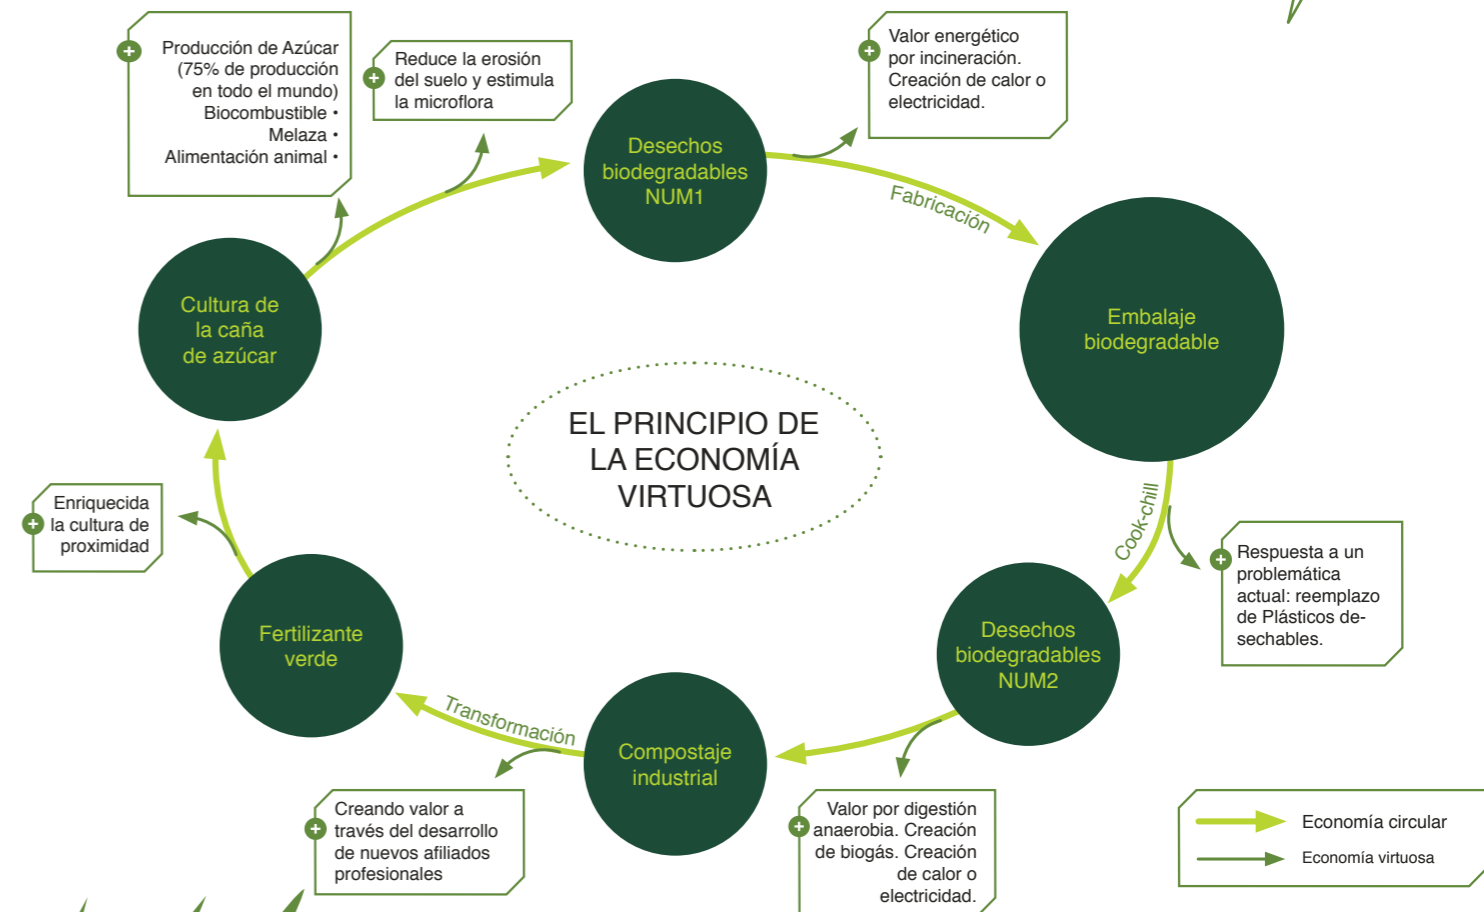 Producción de Azúcar
(75% de producción
en todo el mundo)
Biocombustible •
Melaza •
Alimentación animal •
Reduce la erosión
del suelo y estimula
la microflora
Desechos
biodegradables
NUM1
Valor energético
por incineración.
Creación de calor o
electricidad.
Fabricación
Cultura de
la caña
de azúcar
Embalaje
biodegradable
EL PRINCIPIO DE
LA ECONOMÍA
VIRTUOSA
Enriquecida
la cultura de
proximidad
Cook-chill
Respuesta a un
problemática
actual: reemplazo
de Plásticos de-
sechables.
Fertilizante
verde
Desechos
biodegradables
NUM2
Transformación
Compostaje
industrial
Creando valor a
través del desarrollo
de nuevos afiliados
profesionales
Valor por digestión
anaerobia. Creación
de biogás. Creación
de calor o
electricidad.
Economía circular
Economía virtuosa